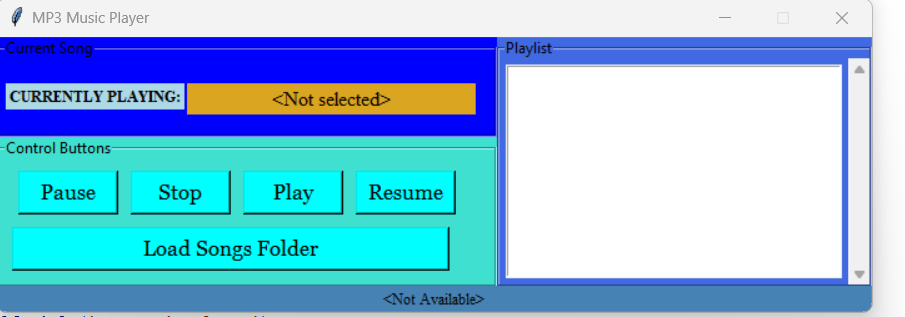 MP3 Music Player
Current Song
CURRENTLY PLAYING: <Not selected>
Control Buttons
Pause Stop Play Resume
Load Songs Folder
Playlist
<Not Available>